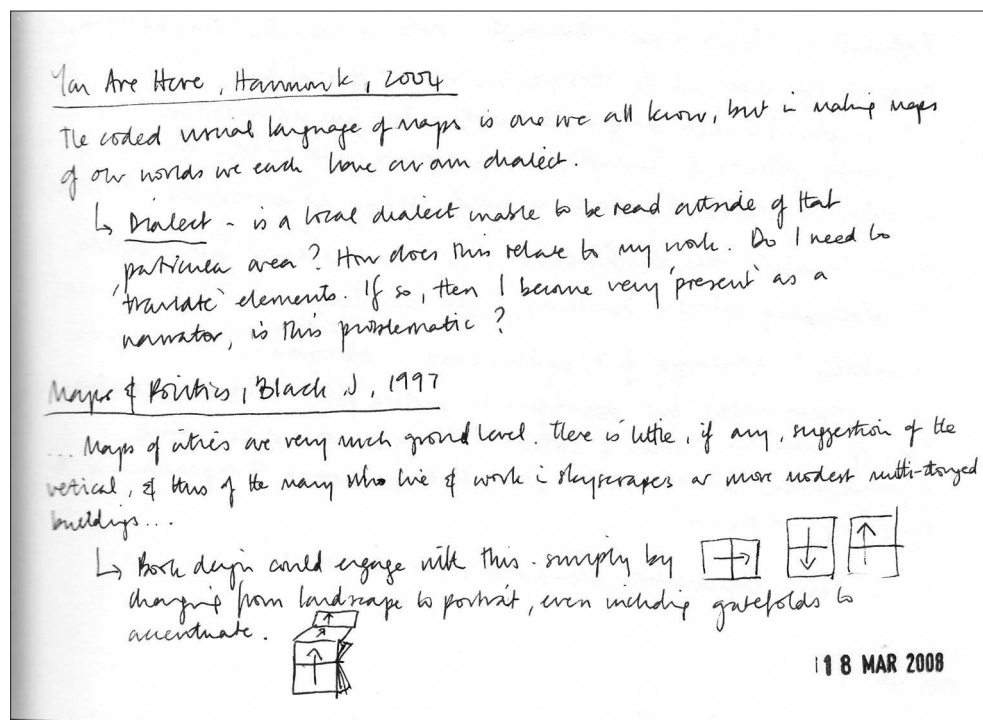 You Are Here, Harmon k, 2004
The coded visual language of maps is one we all know, but in making maps
of our worlds we each have our own dialect.
↳ Dialect - is a local dialect unable to be read outside of that
particular area? How does this relate to my work. Do I need to
'translate' elements. If so, then I become very 'present' as a
narrator, is this problematic?
Maps & Politics, Black J, 1997
... Maps of cities are very much ground level. There is little, if any, suggestion of the
vertical, & thus of the many who live & work in skyscrapers or more modest multi-storeyed
buildings...
↳ Book design could engage with this - simply by
changing from landscape to portrait, even including gatefolds to
accentuate.
18 MAR 2008